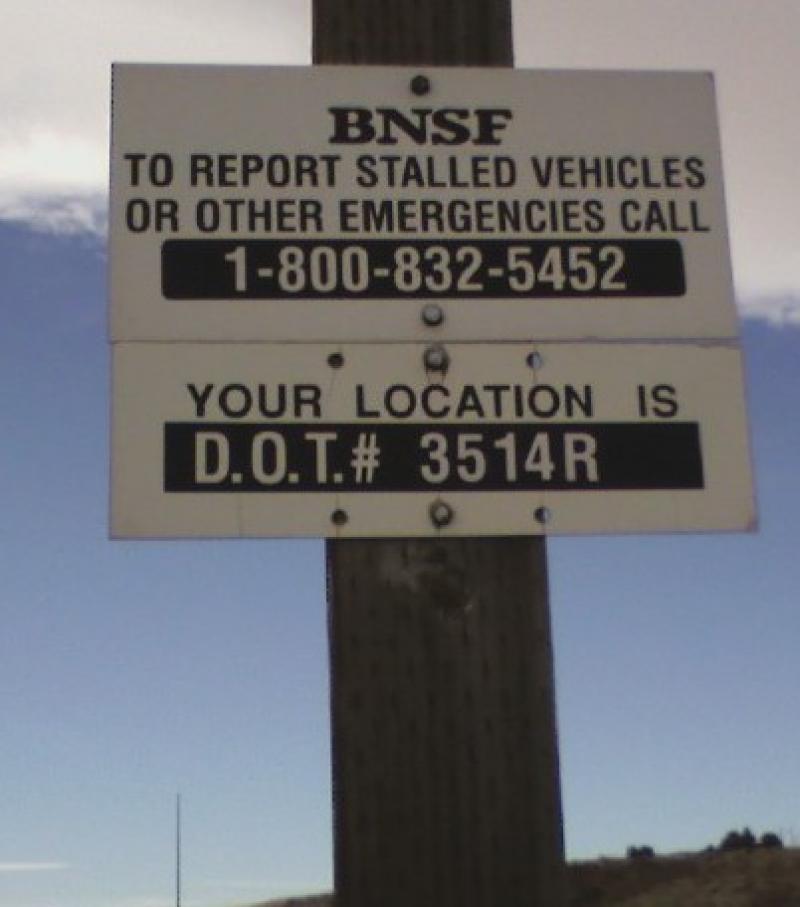 BNSF
TO REPORT STALLED VEHICLES
OR OTHER EMERGENCIES CALL
1-800-832-5452
YOUR LOCATION IS
D.O.T.# 3514R